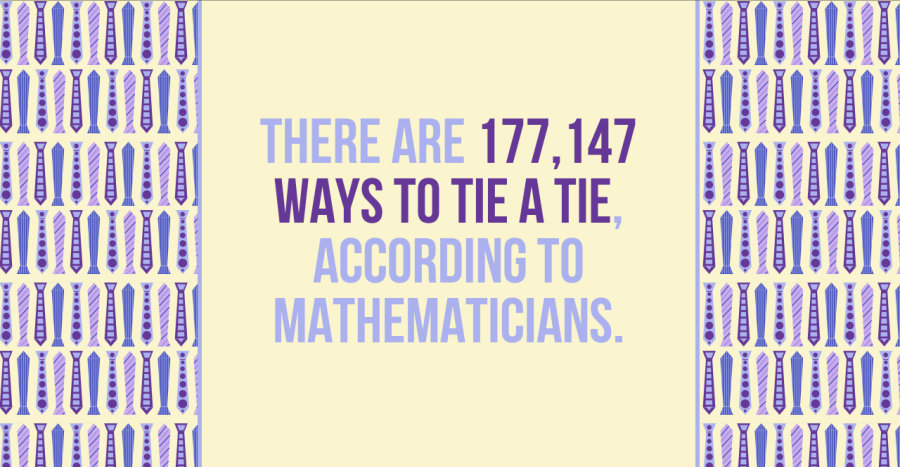 THERE ARE 177,147
WAYS TO TIE A TIE,
ACCORDING TO
MATHEMATICIANS.